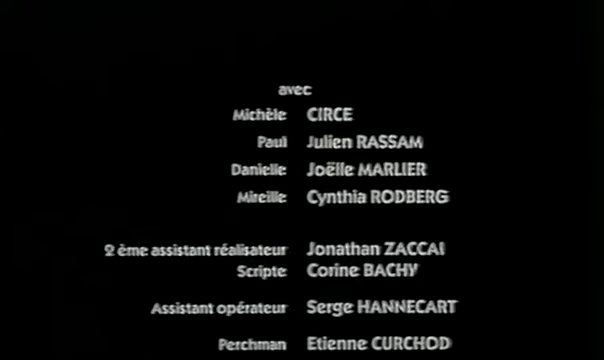 avec
Michèle CIRCE
Paul Julien RASSAM
Danielle Joëlle MARLIER
Mireille Cynthia RODBERG
2 ème assistant réalisateur Jonathan ZACCAI
Scripte Corine BACHY
Assistant opérateur Serge HANNECART
Perchman Etienne CURCHOD